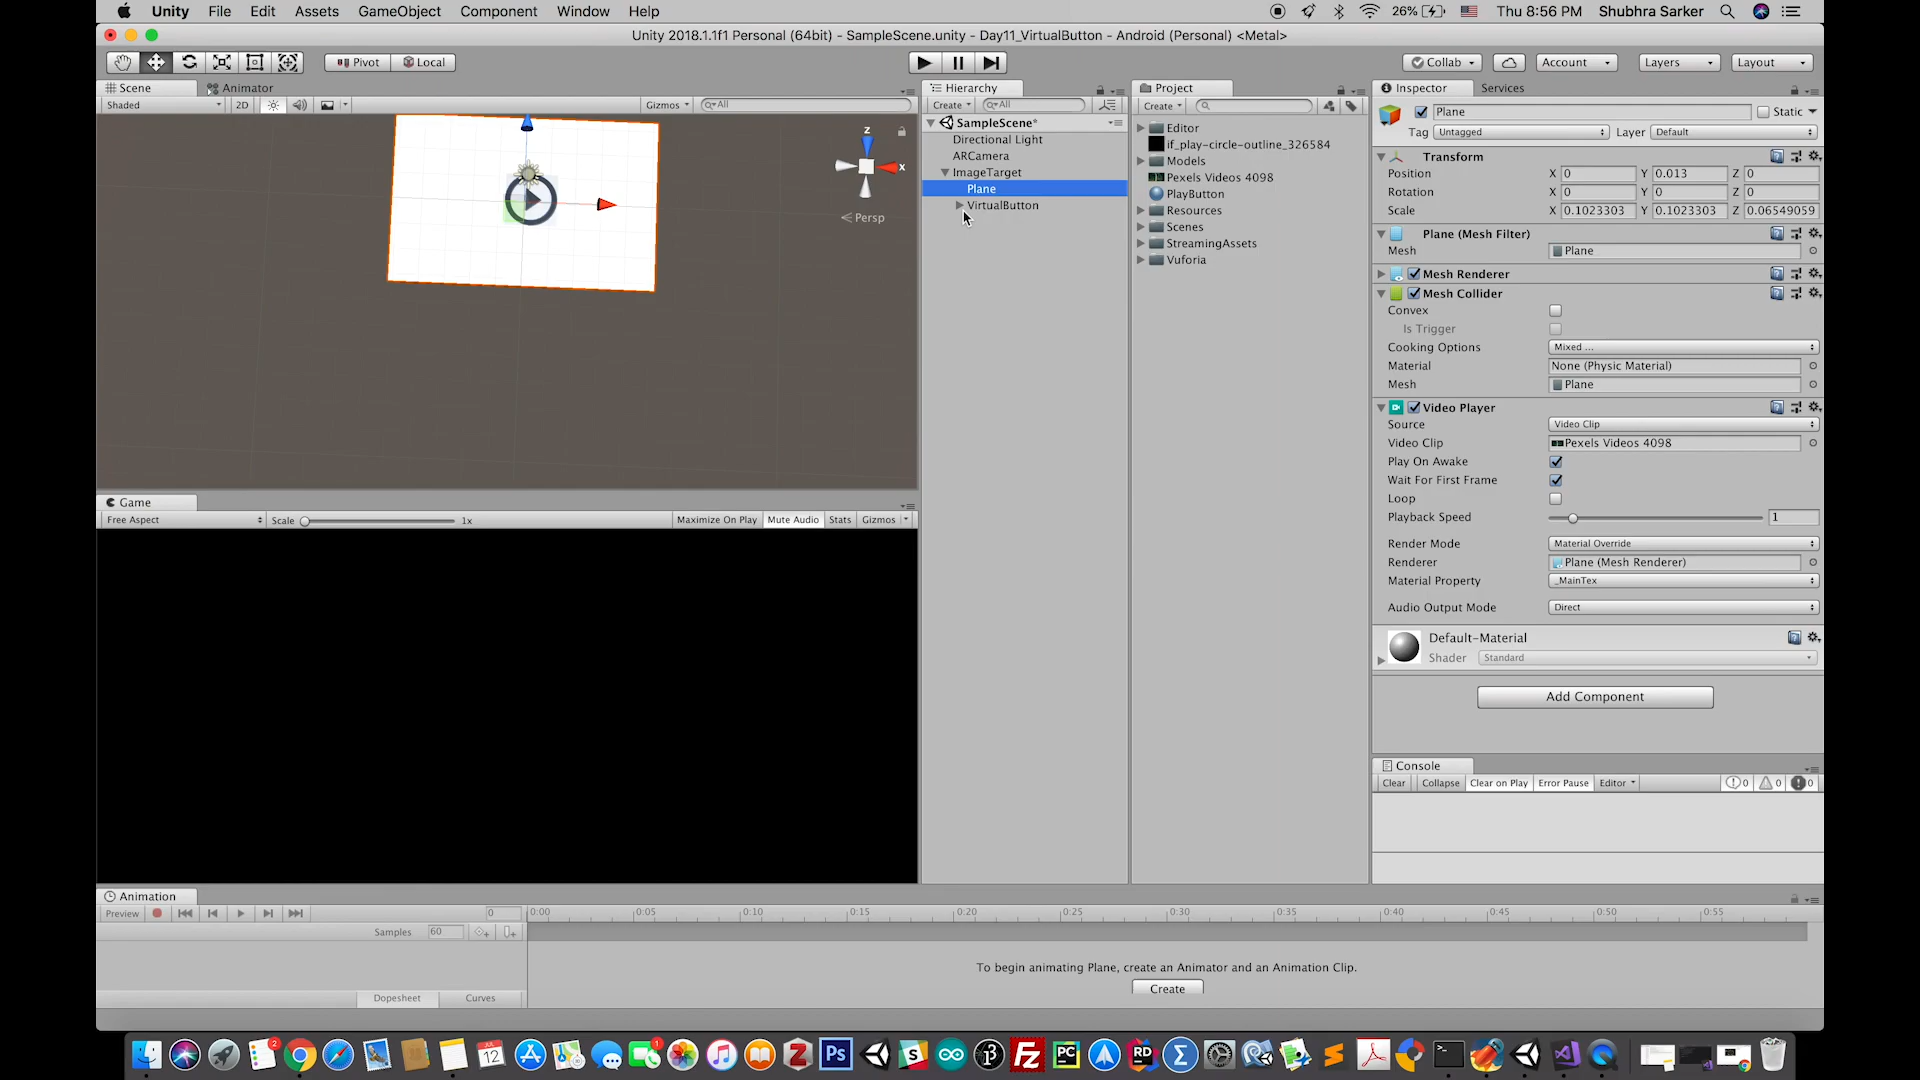 Unity File Edit Assets GameObject Component Window Help 26% Thu 8:56 PM Shubhra Sarker
Unity 2018.1.1f1 Personal (64bit) - SampleScene.unity - Day11_VirtualButton - Android (Personal) <Metal>
Pivot Local Collab Account Layers Layout
Scene Animator
Shaded 2D Gizmos All
z
x
Persp
Game
Free Aspect Scale 1x Maximize On Play Mute Audio Stats Gizmos
Hierarchy
Create All
SampleScene*
Directional Light
ARCamera
ImageTarget
Plane
VirtualButton
Project
Create
Editor
if_play-circle-outline_326584
Models
Pexels Videos 4098
PlayButton
Resources
Scenes
StreamingAssets
Vuforia
Inspector Services
Plane Static
Tag Untagged Layer Default
Transform
Position X 0 Y 0.013 Z 0
Rotation X 0 Y 0 Z 0
Scale X 0.1023303 Y 0.1023303 Z 0.06549059
Plane (Mesh Filter)
Mesh Plane
Mesh Renderer
Mesh Collider
Convex
Is Trigger
Cooking Options Mixed ...
Material None (Physic Material)
Mesh Plane
Video Player
Source Video Clip
Video Clip Pexels Videos 4098
Play On Awake
Wait For First Frame
Loop
Playback Speed 1
Render Mode Material Override
Renderer Plane (Mesh Renderer)
Material Property _MainTex
Audio Output Mode Direct
Default-Material
Shader Standard
Add Component
Console
Clear Collapse Clear on Play Error Pause Editor 0 0 0
Animation
Preview 0 0:00 0:05 0:10 0:15 0:20 0:25 0:30 0:35 0:40 0:45 0:50 0:55
Samples 60
To begin animating Plane, create an Animator and an Animation Clip.
Create
Dopesheet Curves
2 JUL 12 1 Z Ps S Fz PC RD Σ